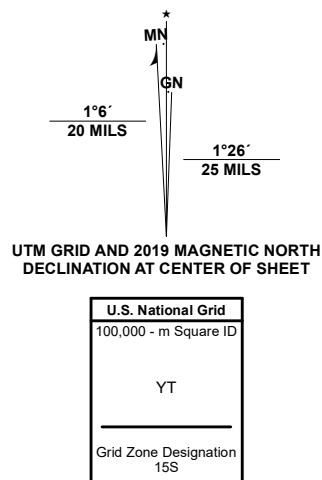 ★
MN
GN
1°6´
20 MILS
1°26´
25 MILS
UTM GRID AND 2019 MAGNETIC NORTH
DECLINATION AT CENTER OF SHEET
U.S. National Grid
100,000 - m Square ID
YT
Grid Zone Designation
15S